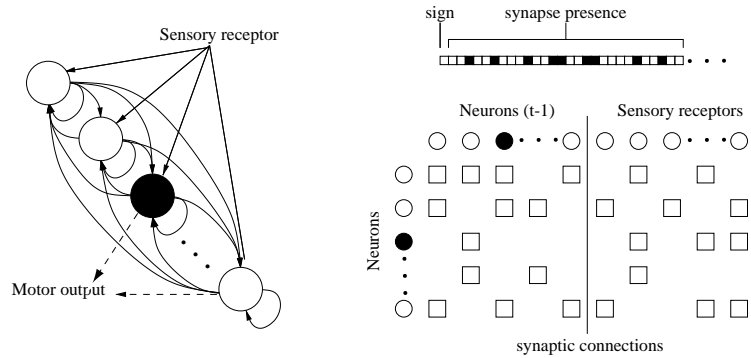 Sensory receptor
Motor output
sign
synapse presence
Neurons (t-1)
Sensory receptors
Neurons
synaptic connections